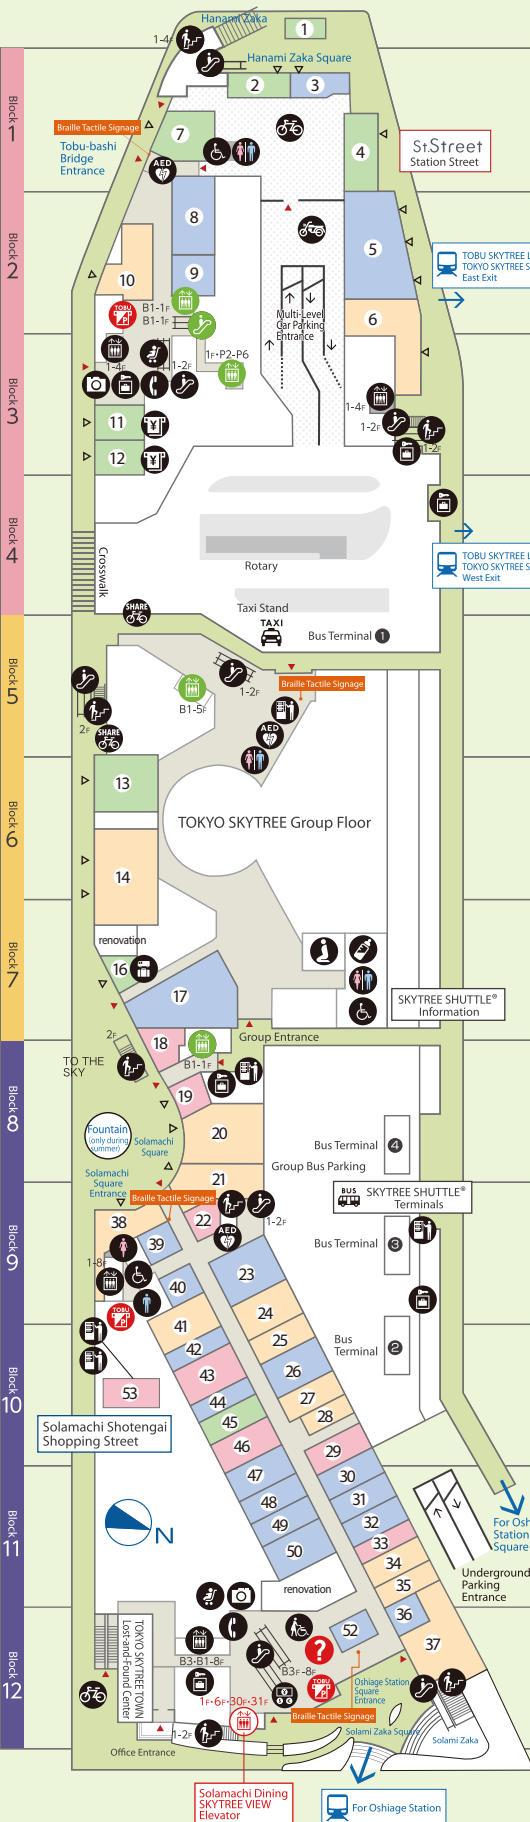 Hanami Zaka
1
1-4F
Hanami Zaka Square
2
3
Block
1
Braille Tactile Signage
7
Tobu-bashi
Bridge
Entrance
AED
4
St.Street
Station Street
8
5
Block
2
9
10
TOBU SKYTREE L
TOKYO SKYTREE S
East Exit
TOBU
B1-1F
B1-1F
Multi-Level
Car Parking
Entrance
6
1-4F
1-2F
1F・P2-P6
Block
3
1-4F
1-2F
1-2F
11
¥
12
¥
Block
4
Crosswalk
Rotary
TOBU SKYTREE L
TOKYO SKYTREE S
West Exit
SHARE
Taxi Stand
TAXI
Bus Terminal 1
Block
5
1-2F
Braille Tactile Signage
B1-5F
2F
SHARE
AED
13
Block
6
TOKYO SKYTREE Group Floor
14
renovation
Block
7
16
17
SKYTREE SHUTTLE®
Information
2F
18
Group Entrance
TO THE
SKY
B1-1F
Block
8
19
Fountain
(only during
summer)
Solamachi
Square
20
Bus Terminal 4
Group Bus Parking
Solamachi
Square
Entrance
21
Braille Tactile Signage
BUS
SKYTREE SHUTTLE®
Terminals
38
22
1-2F
AED
39
Bus Terminal 3
Block
9
1-8F
23
40
TOBU
24
41
25
Bus
Terminal 2
42
26
43
53
27
Block
10
44
28
45
Solamachi Shotengai
Shopping Street
46
29
47
30
48
31
For Osh
Station
Square
N
49
32
Block
11
50
33
34
Underground
Parking
Entrance
renovation
35
36
TOKYO SKYTREE TOWN
Lost-and-Found Center
52
37
B3·B1-8F
?
B3F-8F
Block
12
TOBU
Oshiage Station
Square
Entrance
1F·6F·30F·31F
Braille Tactile Signage
1-2F
Solami Zaka Square
Solami Zaka
Office Entrance
Solamachi Dining
SKYTREE VIEW
Elevator
For Oshiage Station